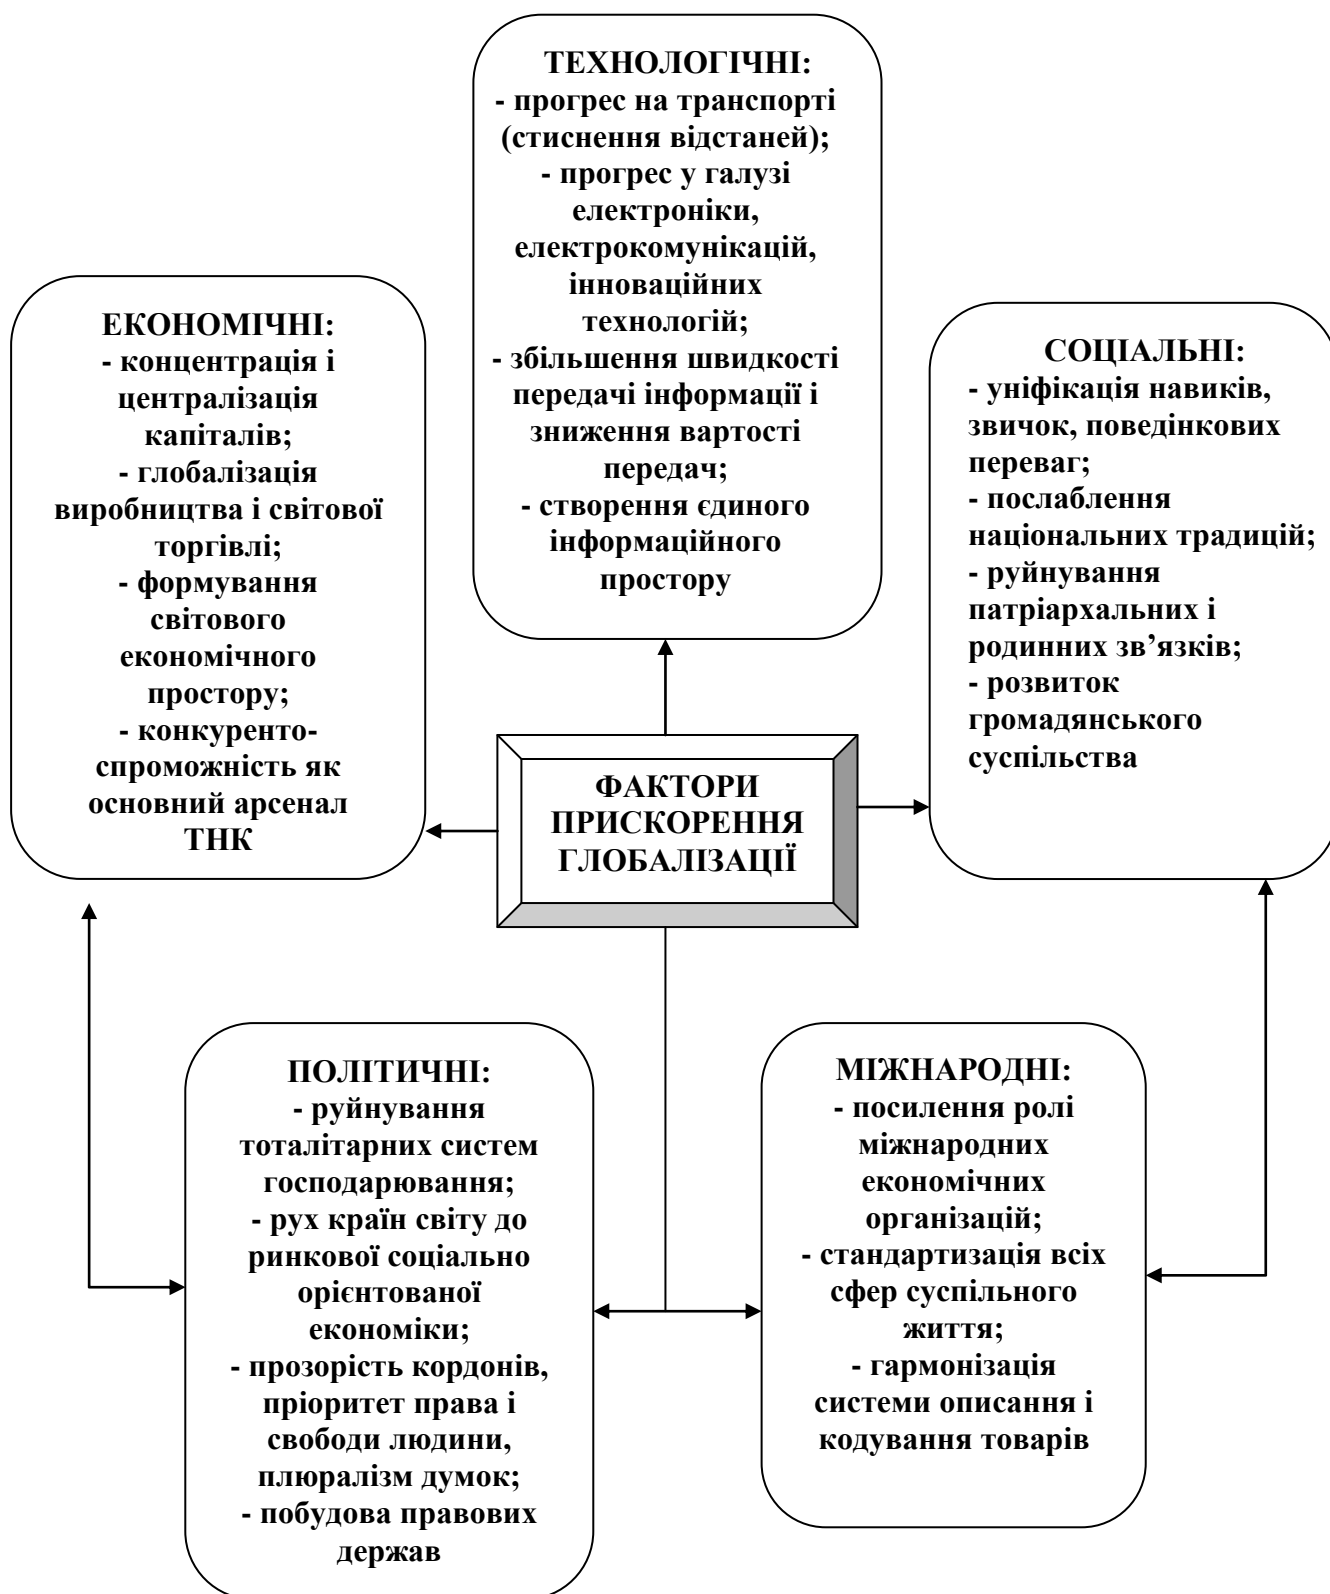 ТЕХНОЛОГІЧНІ:
- прогрес на транспорті
(стиснення відстаней);
- прогрес у галузі
електроніки,
електрокомунікацій,
інноваційних
технологій;
- збільшення швидкості
передачі інформації і
зниження вартості
передач;
- створення єдиного
інформаційного
простору
ЕКОНОМІЧНІ:
- концентрація і
централізація
капіталів;
- глобалізація
виробництва і світової
торгівлі;
- формування
світового
економічного
простору;
- конкуренто-
спроможність як
основний арсенал
ТНК
СОЦІАЛЬНІ:
- уніфікація навиків,
звичок, поведінкових
переваг;
- послаблення
національних традицій;
- руйнування
патріархальних і
родинних зв’язків;
- розвиток
громадянського
суспільства
ФАКТОРИ
ПРИСКОРЕННЯ
ГЛОБАЛІЗАЦІЇ
ПОЛІТИЧНІ:
- руйнування
тоталітарних систем
господарювання;
- рух країн світу до
ринкової соціально
орієнтованої
економіки;
- прозорість кордонів,
пріоритет права і
свободи людини,
плюралізм думок;
- побудова правових
держав
МІЖНАРОДНІ:
- посилення ролі
міжнародних
економічних
організацій;
- стандартизація всіх
сфер суспільного
життя;
- гармонізація
системи описання і
кодування товарів